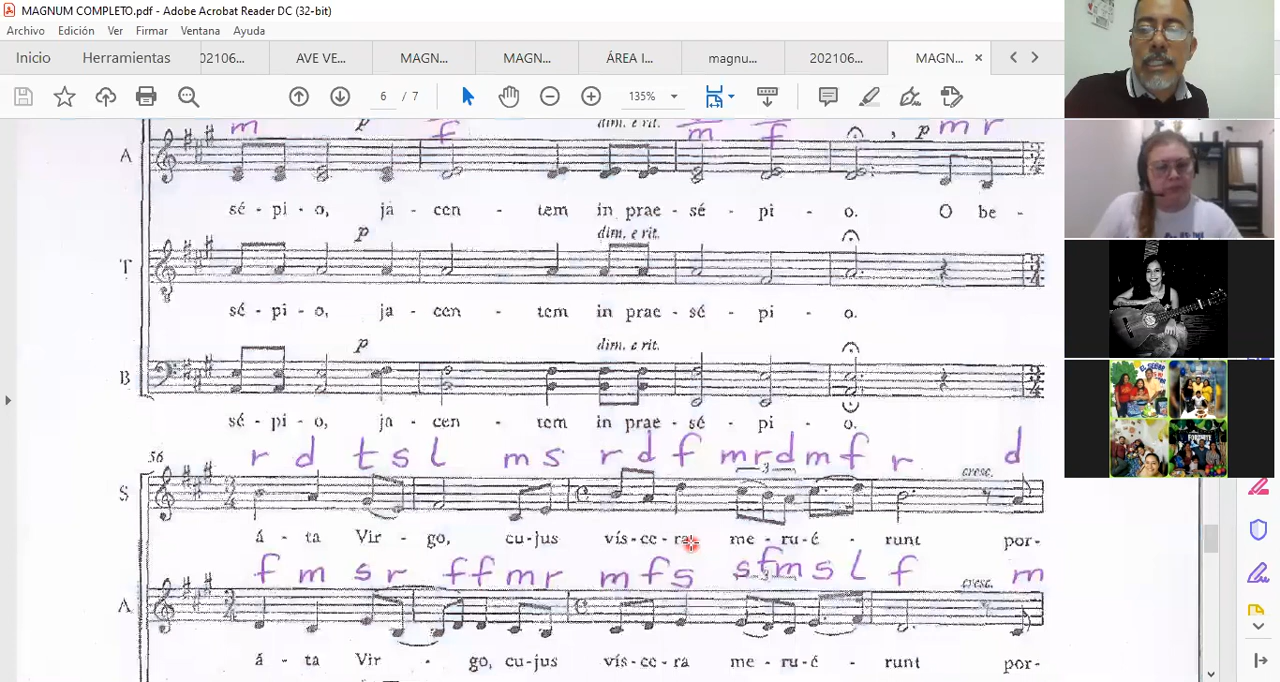 MAGNUM COMPLETO.pdf - Adobe Acrobat Reader DC (32-bit)
Archivo Edición Ver Firmar Ventana Ayuda
Inicio Herramientas 02106... AVE VE... MAGN... MAGN... ÁREA I... magnu... 202106... MAGN... ×
6 / 7 135%
m p f dim. e rit. m f , p m r
A
sé - pi - o, ja - cen - tem in prae - sé - pi - o. O be -
p dim. e rit.
T
sé - pi - o, ja - cen - tem in prae - sé - pi - o.
p dim. e rit.
B
sé - pi - o, ja - cen - tem in prae - sé - pi - o.
56 r d t s l m s r d f m r d m f r d
3 cresc.
S
á - ta Vir - go, cu-jus vís-ce-ra me - ru-é - runt por-
f m s r f f m r m f s s f m s l f m
3 cresc.
A
á - ta Vir - go, cu-jus vís-ce-ra me - ru-é - runt por-